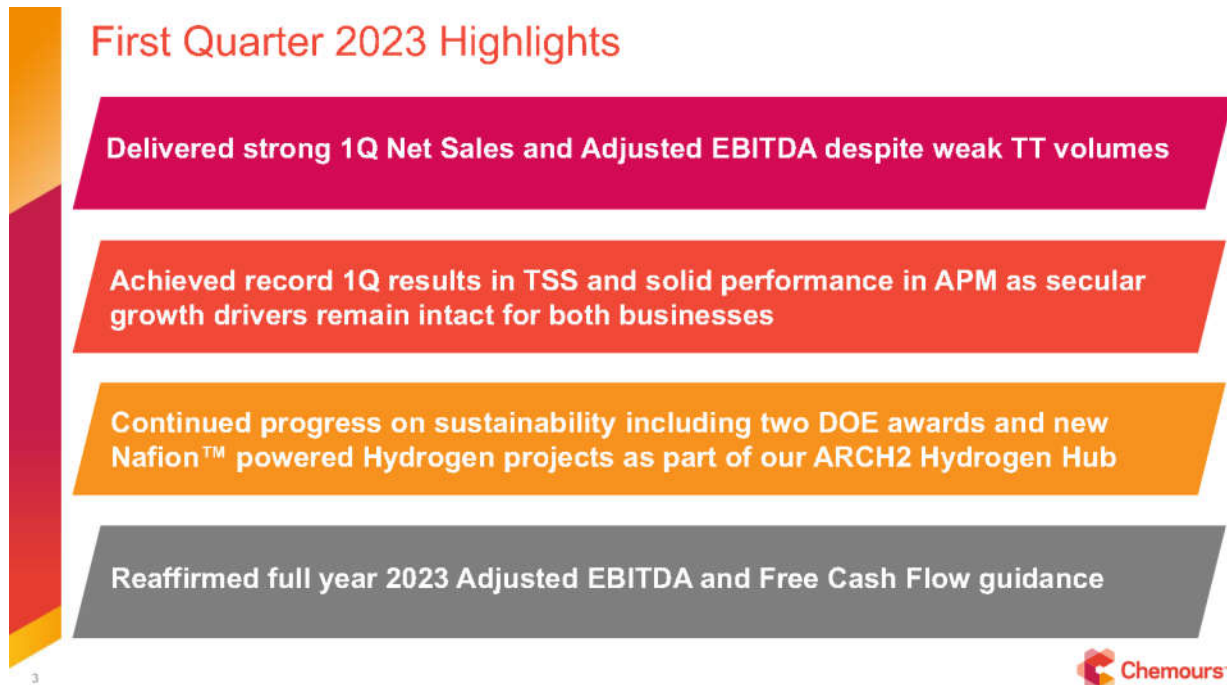 First Quarter 2023 Highlights
Delivered strong 1Q Net Sales and Adjusted EBITDA despite weak TT volumes
Achieved record 1Q results in TSS and solid performance in APM as secular
growth drivers remain intact for both businesses
Continued progress on sustainability including two DOE awards and new
Nafion™ powered Hydrogen projects as part of our ARCH2 Hydrogen Hub
Reaffirmed full year 2023 Adjusted EBITDA and Free Cash Flow guidance
3
Chemours™